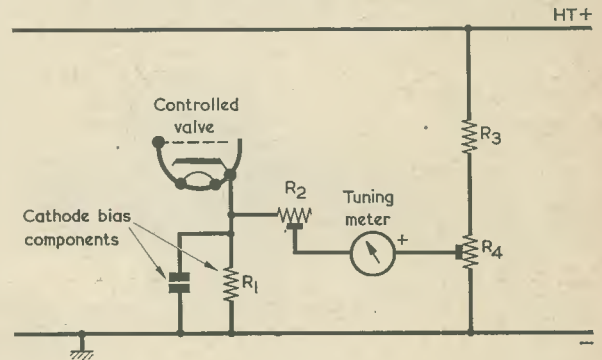 HT+
Controlled
valve
R3
R2
Tuning
meter
+
R4
Cathode bias
components
R1
−